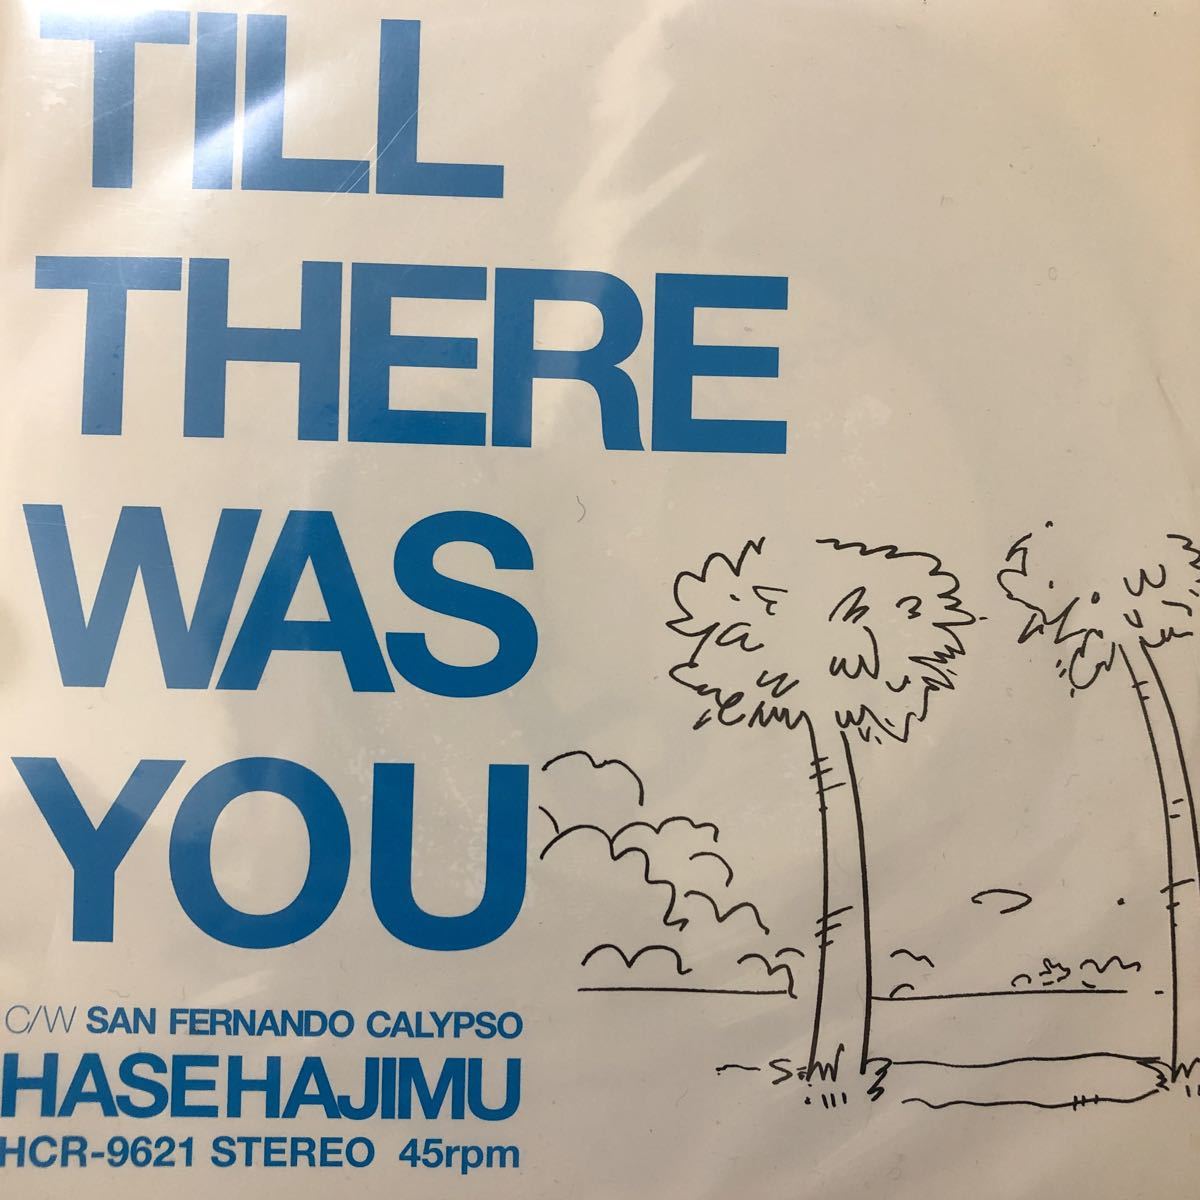 TILL
THERE
WAS
YOU
C/W SAN FERNANDO CALYPSO
HASEHAJIMU
HCR-9621 STEREO 45rpm